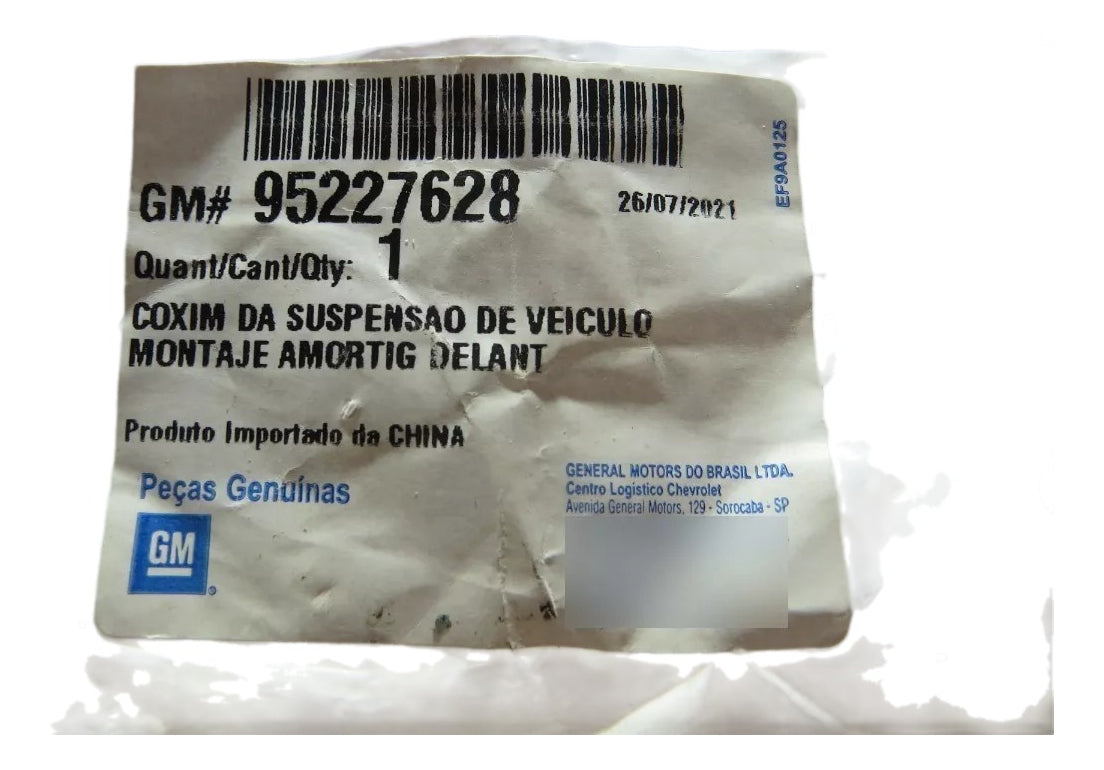 GM# 95227628
26/07/2021
EF9A0125
Quant/Cant/Qty: 1
COXIM DA SUSPENSAO DE VEICULO
MONTAJE AMORTIG DELANT
Produto Importado da CHINA
Peças Genuínas
GM
GENERAL MOTORS DO BRASIL LTDA.
Centro Logistico Chevrolet
Avenida General Motors, 129 - Sorocaba - SP